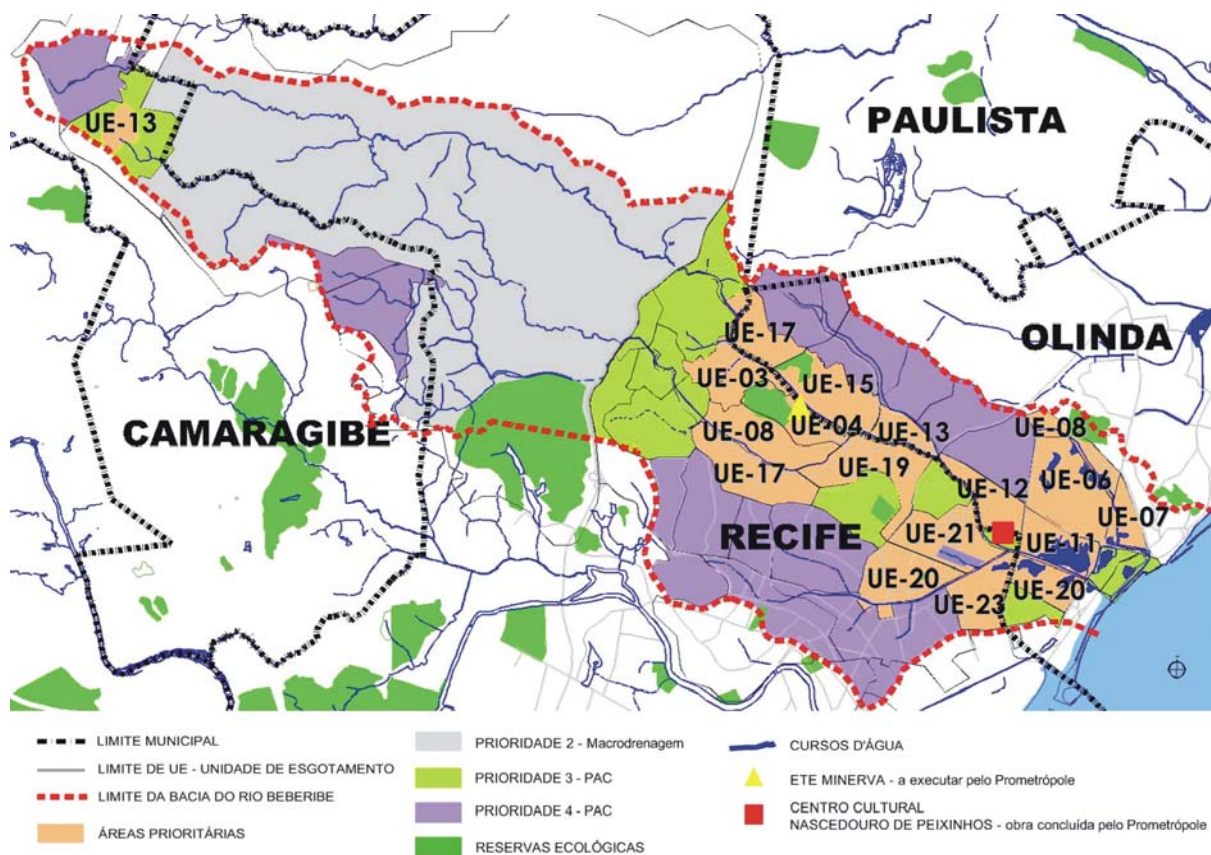 PAULISTA
UE-13
OLINDA
UE-17
UE-03
UE-15
CAMARAGIBE
UE-08
UE-04
UE-13
UE-08
UE-17
UE-19
UE-06
UE-12
UE-07
RECIFE
UE-21
UE-11
UE-20
UE-20
UE-23
LIMITE MUNICIPAL
LIMITE DE UE - UNIDADE DE ESGOTAMENTO
LIMITE DA BACIA DO RIO BEBERIBE
ÁREAS PRIORITÁRIAS
PRIORIDADE 2 - Macrodrenagem
PRIORIDADE 3 - PAC
PRIORIDADE 4 - PAC
RESERVAS ECOLÓGICAS
CURSOS D'ÁGUA
ETE MINERVA - a executar pelo Prometrópole
CENTRO CULTURAL
NASCEDOURO DE PEIXINHOS - obra concluída pelo Prometrópole